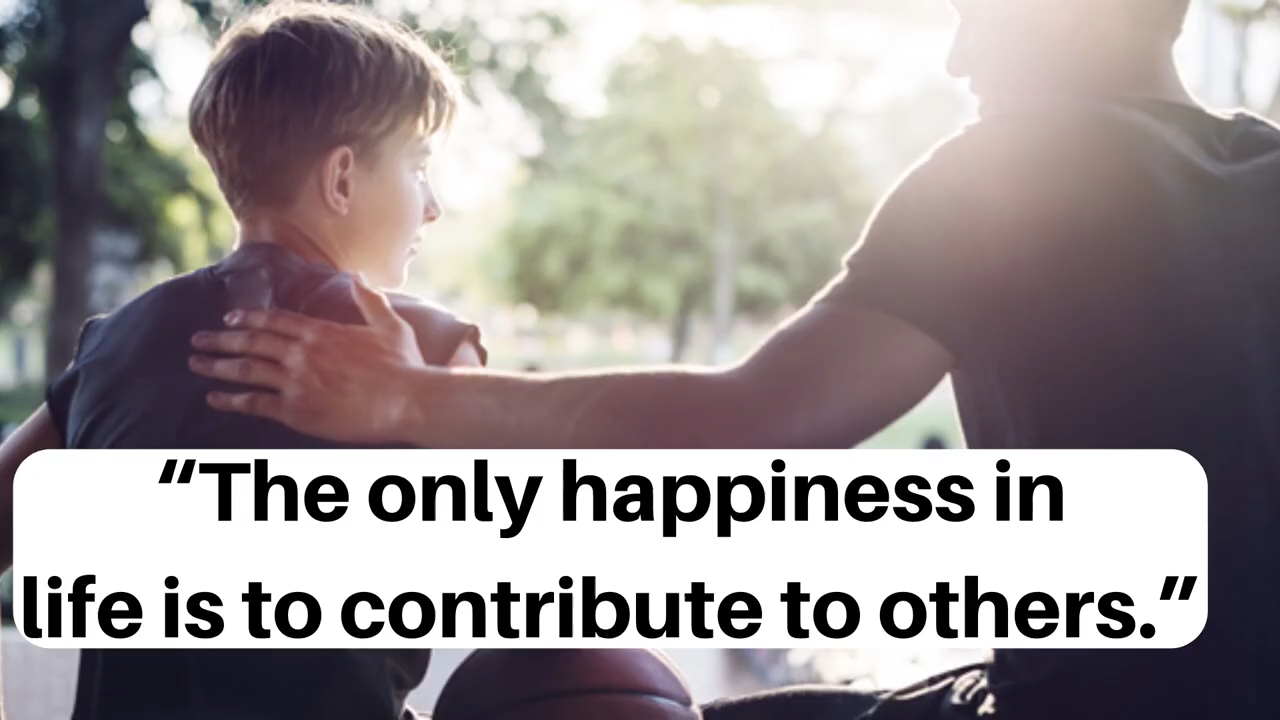 “The only happiness in
life is to contribute to others.”